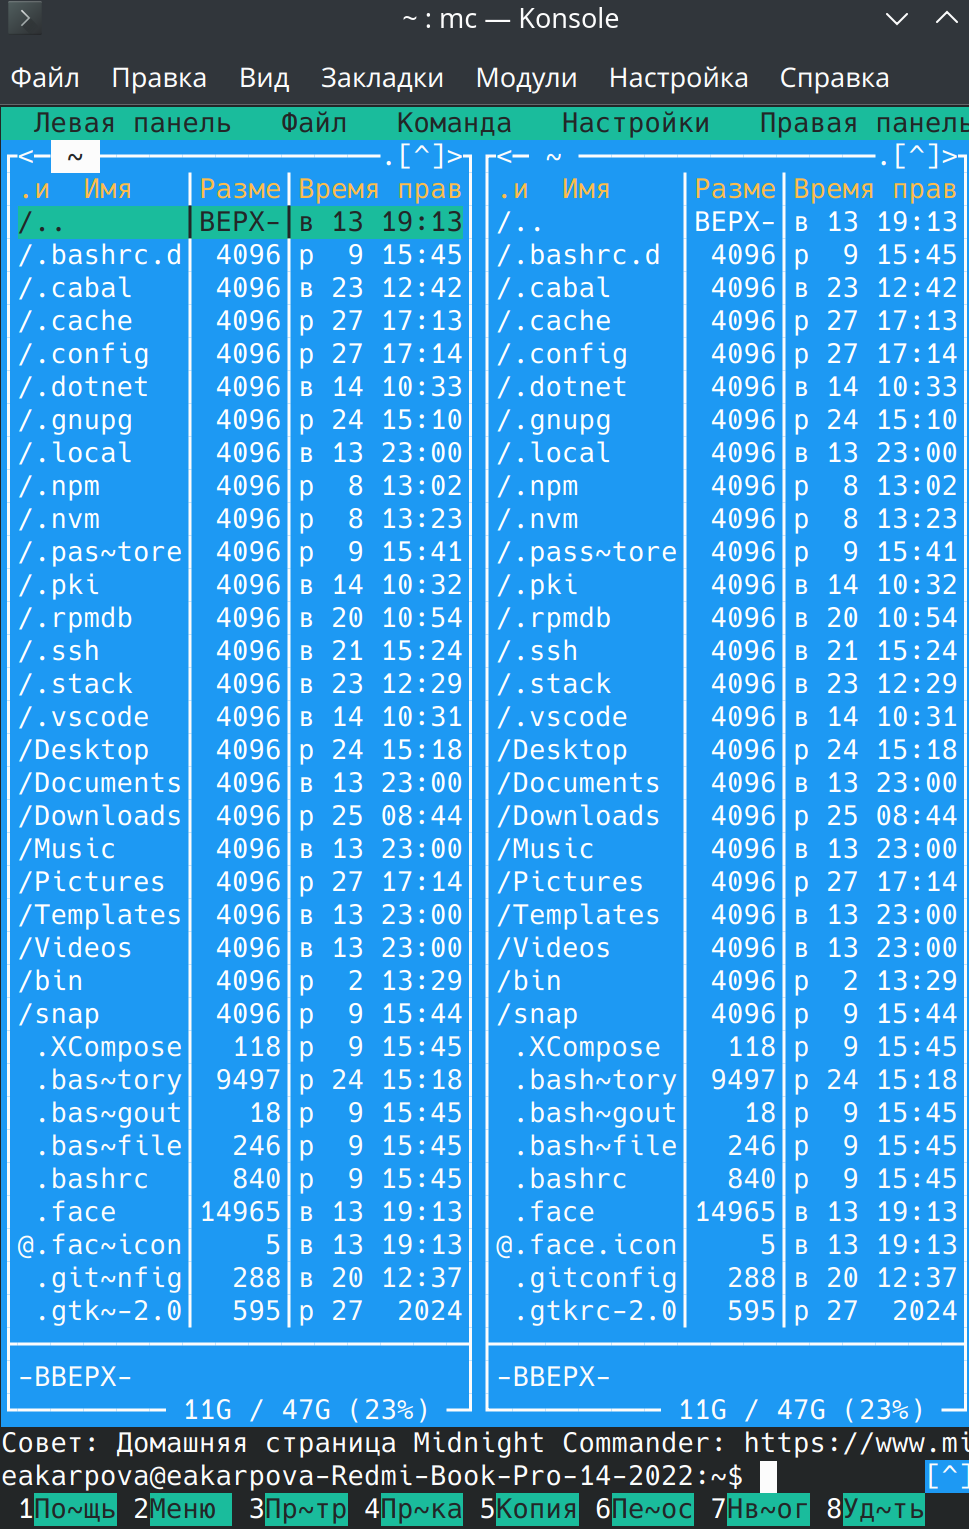 ~ : mc — Konsole
Файл Правка Вид Закладки Модули Настройка Справка
Левая панель Файл Команда Настройки Правая панель
<─ ~ ─.[^]> <─ ~ ─.[^]>
.и Имя Разме Время прав .и Имя Разме Время прав
/.. ВЕРХ- в 13 19:13 /.. ВЕРХ- в 13 19:13
/.bashrc.d 4096 р 9 15:45 /.bashrc.d 4096 р 9 15:45
/.cabal 4096 в 23 12:42 /.cabal 4096 в 23 12:42
/.cache 4096 р 27 17:13 /.cache 4096 р 27 17:13
/.config 4096 р 27 17:14 /.config 4096 р 27 17:14
/.dotnet 4096 в 14 10:33 /.dotnet 4096 в 14 10:33
/.gnupg 4096 р 24 15:10 /.gnupg 4096 р 24 15:10
/.local 4096 в 13 23:00 /.local 4096 в 13 23:00
/.npm 4096 р 8 13:02 /.npm 4096 р 8 13:02
/.nvm 4096 р 8 13:23 /.nvm 4096 р 8 13:23
/.pas~tore 4096 р 9 15:41 /.pass~tore 4096 р 9 15:41
/.pki 4096 в 14 10:32 /.pki 4096 в 14 10:32
/.rpmdb 4096 в 20 10:54 /.rpmdb 4096 в 20 10:54
/.ssh 4096 в 21 15:24 /.ssh 4096 в 21 15:24
/.stack 4096 в 23 12:29 /.stack 4096 в 23 12:29
/.vscode 4096 в 14 10:31 /.vscode 4096 в 14 10:31
/Desktop 4096 р 24 15:18 /Desktop 4096 р 24 15:18
/Documents 4096 в 13 23:00 /Documents 4096 в 13 23:00
/Downloads 4096 р 25 08:44 /Downloads 4096 р 25 08:44
/Music 4096 в 13 23:00 /Music 4096 в 13 23:00
/Pictures 4096 р 27 17:14 /Pictures 4096 р 27 17:14
/Templates 4096 в 13 23:00 /Templates 4096 в 13 23:00
/Videos 4096 в 13 23:00 /Videos 4096 в 13 23:00
/bin 4096 р 2 13:29 /bin 4096 р 2 13:29
/snap 4096 р 9 15:44 /snap 4096 р 9 15:44
.XCompose 118 р 9 15:45 .XCompose 118 р 9 15:45
.bas~tory 9497 р 24 15:18 .bash~tory 9497 р 24 15:18
.bas~gout 18 р 9 15:45 .bash~gout 18 р 9 15:45
.bas~file 246 р 9 15:45 .bash~file 246 р 9 15:45
.bashrc 840 р 9 15:45 .bashrc 840 р 9 15:45
.face 14965 в 13 19:13 .face 14965 в 13 19:13
@.fac~icon 5 в 13 19:13 @.face.icon 5 в 13 19:13
.git~nfig 288 в 20 12:37 .gitconfig 288 в 20 12:37
.gtk~-2.0 595 р 27 2024 .gtkrc-2.0 595 р 27 2024
-ВВЕРХ- -ВВЕРХ-
11G / 47G (23%) 11G / 47G (23%)
Совет: Домашняя страница Midnight Commander: https://www.mi
eakarpova@eakarpova-Redmi-Book-Pro-14-2022:~$ [^]
1По~щь 2Меню 3Пр~тр 4Пр~ка 5Копия 6Пе~ос 7Нв~ог 8Уд~ть